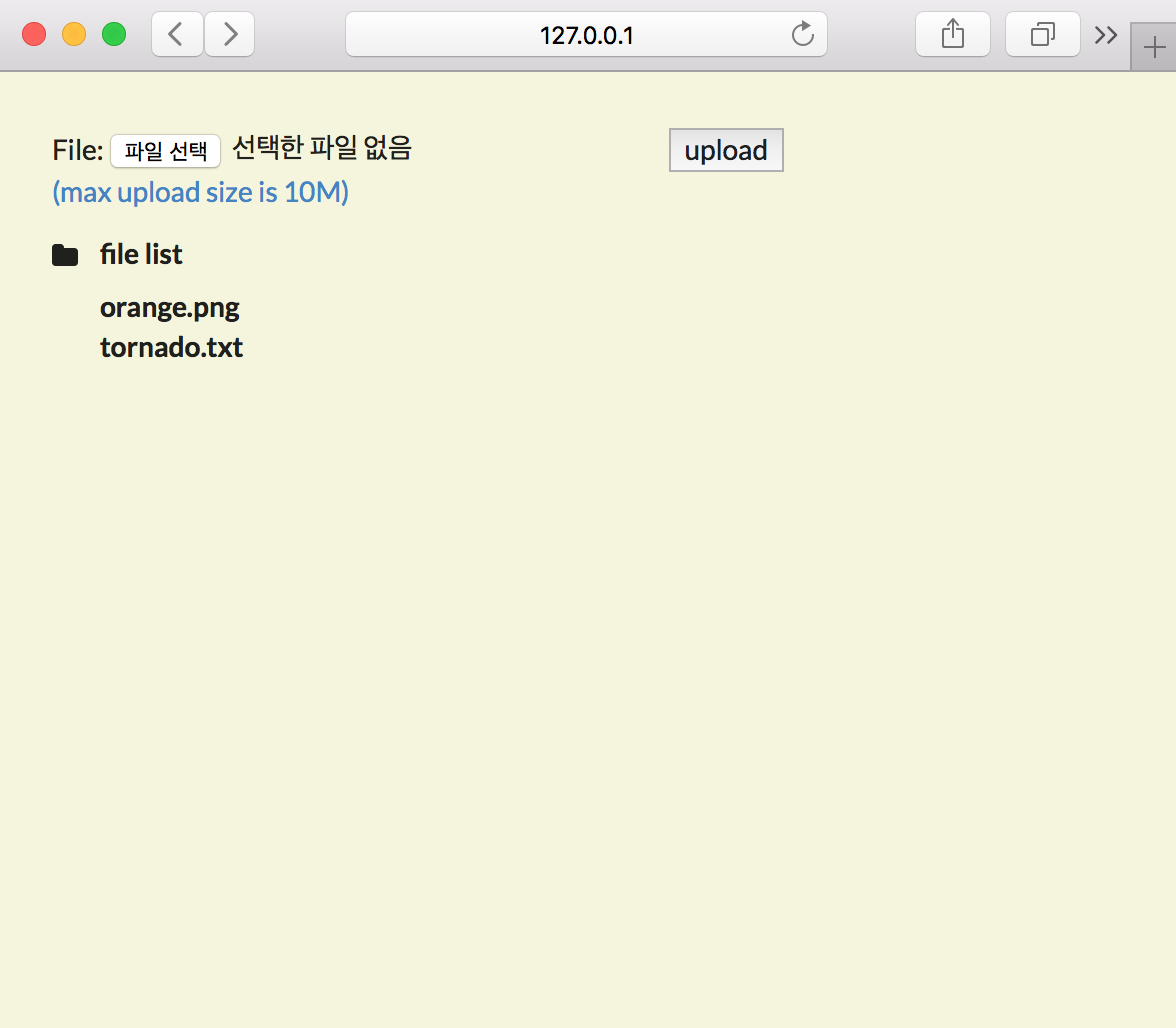 127.0.0.1
File: 파일 선택 선택한 파일 없음 upload
(max upload size is 10M)
file list
orange.png
tornado.txt